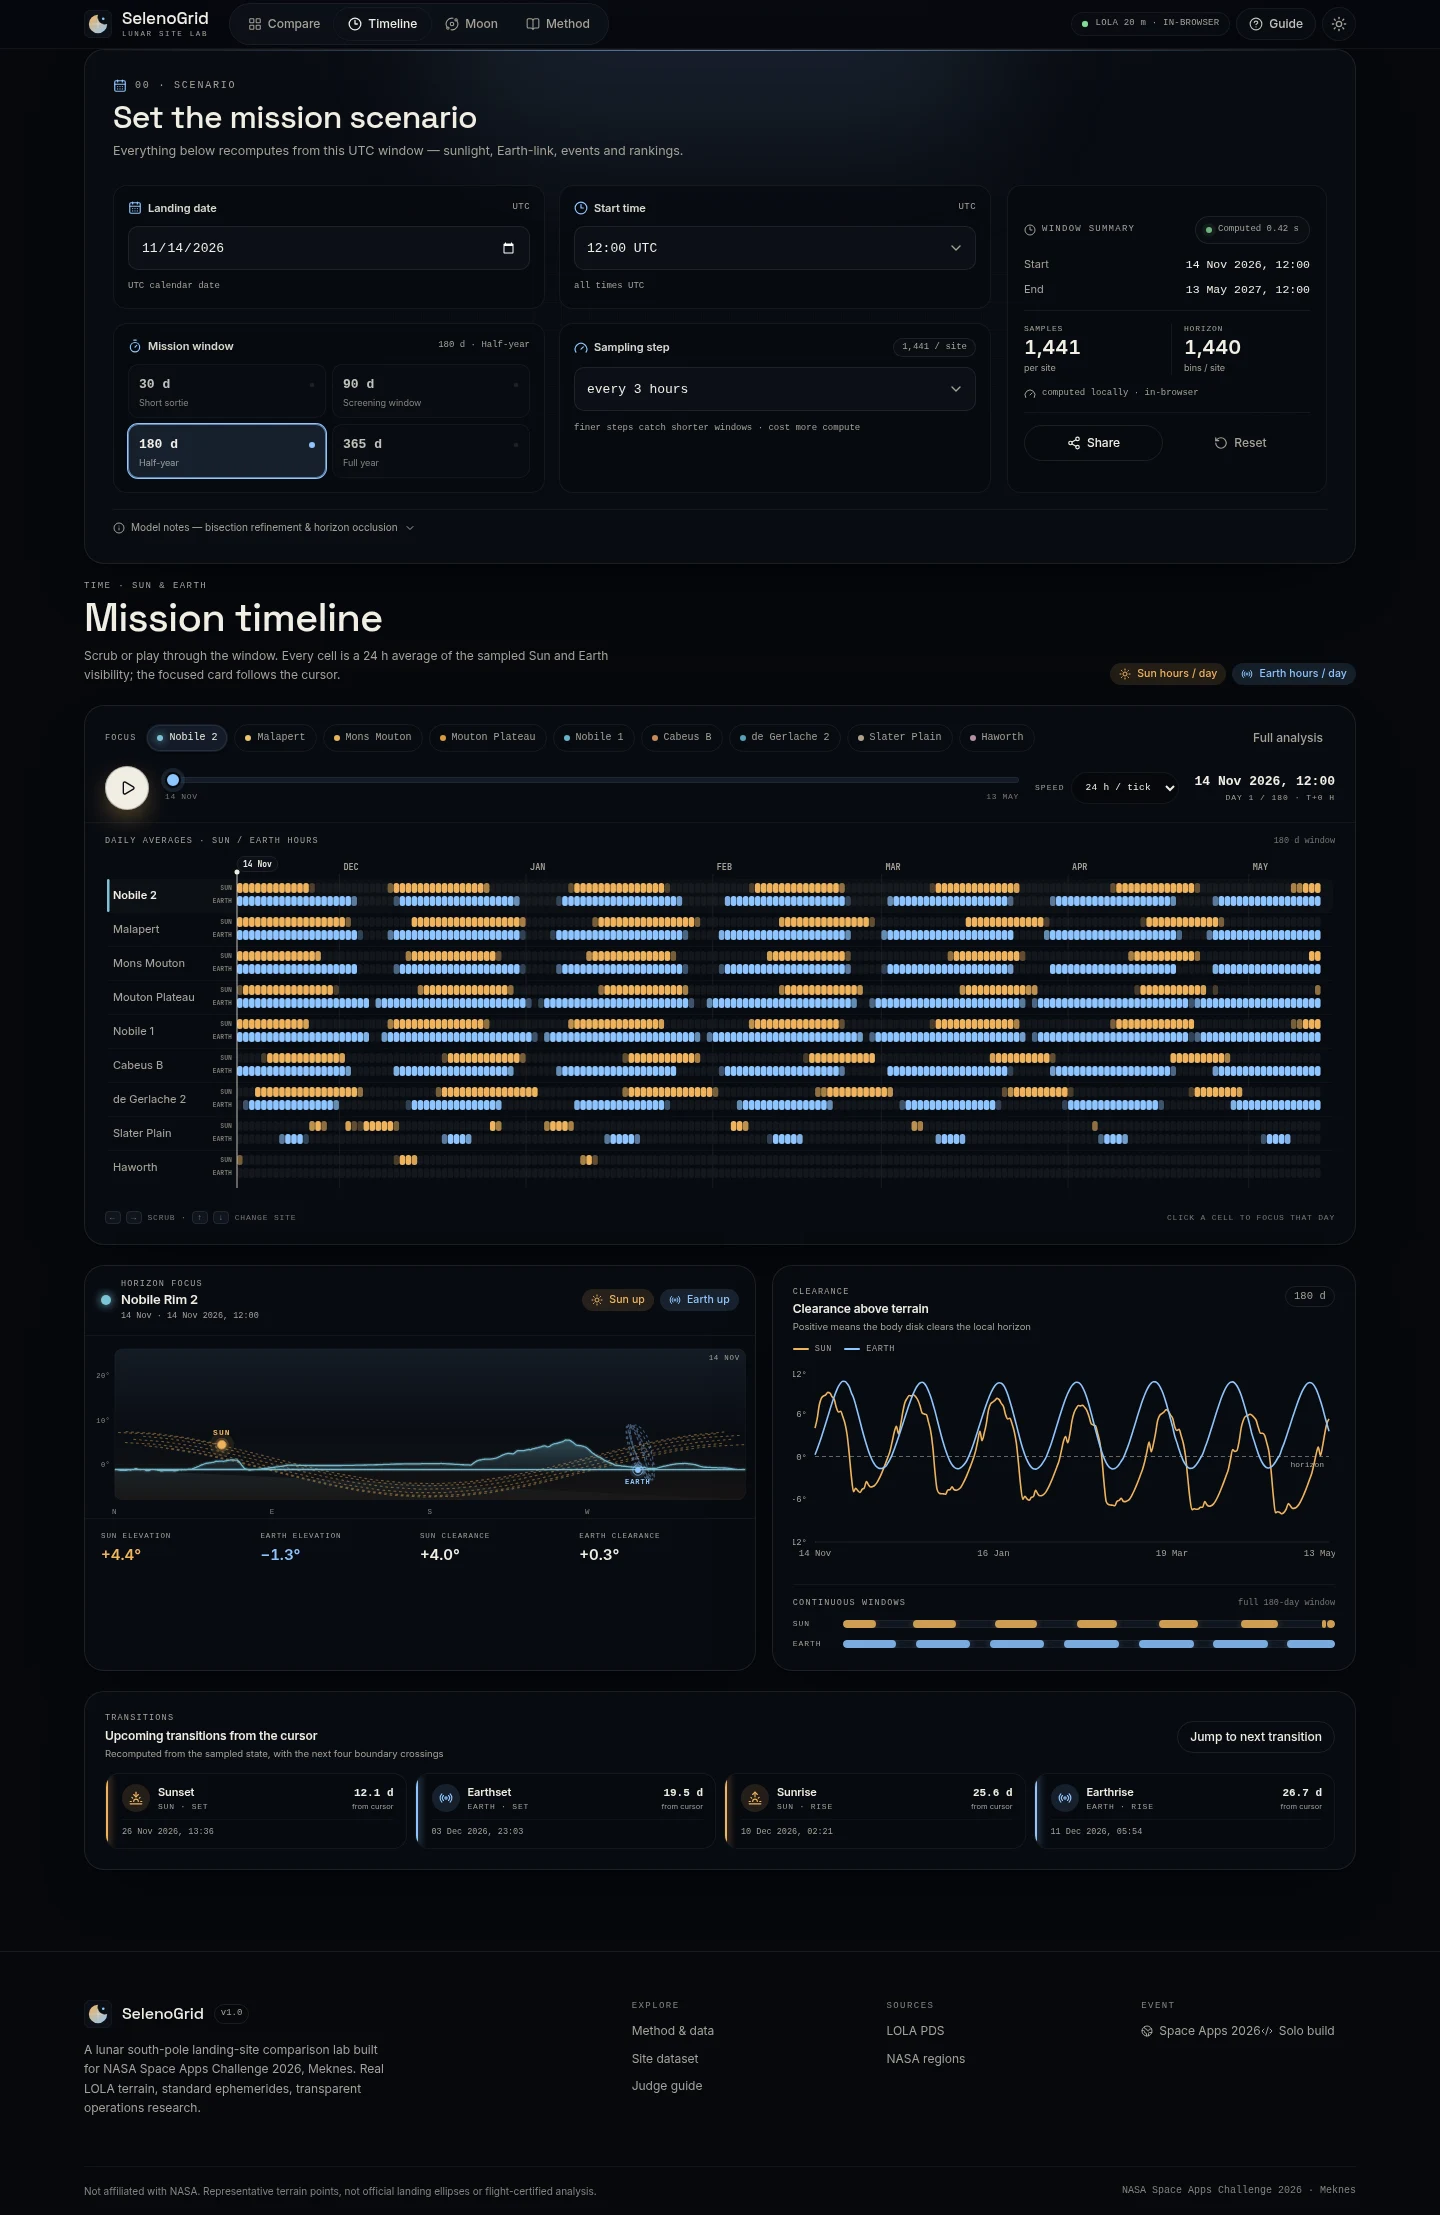 SelenoGrid
LUNAR SITE LAB
Compare
Timeline
Moon
Method
LOLA 20 m · IN-BROWSER
Guide
00 · SCENARIO
Set the mission scenario
Everything below recomputes from this UTC window — sunlight, Earth-link, events and rankings.
Landing date
UTC
11/14/2026
UTC calendar date
Start time
UTC
12:00 UTC
all times UTC
Mission window
180 d · Half-year
30 d
Short sortie
90 d
Screening window
180 d
Half-year
365 d
Full year
Sampling step
1,441 / site
every 3 hours
finer steps catch shorter windows · cost more compute
WINDOW SUMMARY
Computed 0.42 s
Start
14 Nov 2026, 12:00
End
13 May 2027, 12:00
SAMPLES
1,441
per site
HORIZON
1,440
bins / site
computed locally · in-browser
Share
Reset
Model notes — bisection refinement & horizon occlusion
TIME · SUN & EARTH
Mission timeline
Scrub or play through the window. Every cell is a 24 h average of the sampled Sun and Earth
visibility; the focused card follows the cursor.
Sun hours / day
Earth hours / day
FOCUS
Nobile 2
Malapert
Mons Mouton
Mouton Plateau
Nobile 1
Cabeus B
de Gerlache 2
Slater Plain
Haworth
Full analysis
14 NOV
13 MAY
SPEED
24 h / tick
14 Nov 2026, 12:00
DAY 1 / 180 · T+0 H
DAILY AVERAGES · SUN / EARTH HOURS
180 d window
14 Nov
DEC
JAN
FEB
MAR
APR
MAY
Nobile 2
SUN
EARTH
Malapert
SUN
EARTH
Mons Mouton
SUN
EARTH
Mouton Plateau
SUN
EARTH
Nobile 1
SUN
EARTH
Cabeus B
SUN
EARTH
de Gerlache 2
SUN
EARTH
Slater Plain
SUN
EARTH
Haworth
SUN
EARTH
← → SCRUB · ↑ ↓ CHANGE SITE
CLICK A CELL TO FOCUS THAT DAY
HORIZON FOCUS
Nobile Rim 2
14 Nov · 14 Nov 2026, 12:00
Sun up
Earth up
14 NOV
20°
10°
0°
SUN
EARTH
N
E
S
W
SUN ELEVATION
+4.4°
EARTH ELEVATION
−1.3°
SUN CLEARANCE
+4.0°
EARTH CLEARANCE
+0.3°
CLEARANCE
Clearance above terrain
Positive means the body disk clears the local horizon
180 d
SUN
EARTH
12°
6°
0°
-6°
12°
horizon
14 Nov
16 Jan
19 Mar
13 May
CONTINUOUS WINDOWS
full 180-day window
SUN
EARTH
TRANSITIONS
Upcoming transitions from the cursor
Recomputed from the sampled state, with the next four boundary crossings
Jump to next transition
Sunset
SUN · SET
12.1 d
from cursor
26 Nov 2026, 13:36
Earthset
EARTH · SET
19.5 d
from cursor
03 Dec 2026, 23:03
Sunrise
SUN · RISE
25.6 d
from cursor
10 Dec 2026, 02:21
Earthrise
EARTH · RISE
26.7 d
from cursor
11 Dec 2026, 05:54
SelenoGrid
v1.0
A lunar south-pole landing-site comparison lab built
for NASA Space Apps Challenge 2026, Meknes. Real
LOLA terrain, standard ephemerides, transparent
operations research.
EXPLORE
Method & data
Site dataset
Judge guide
SOURCES
LOLA PDS
NASA regions
EVENT
Space Apps 2026
Solo build
Not affiliated with NASA. Representative terrain points, not official landing ellipses or flight-certified analysis.
NASA Space Apps Challenge 2026 · Meknes